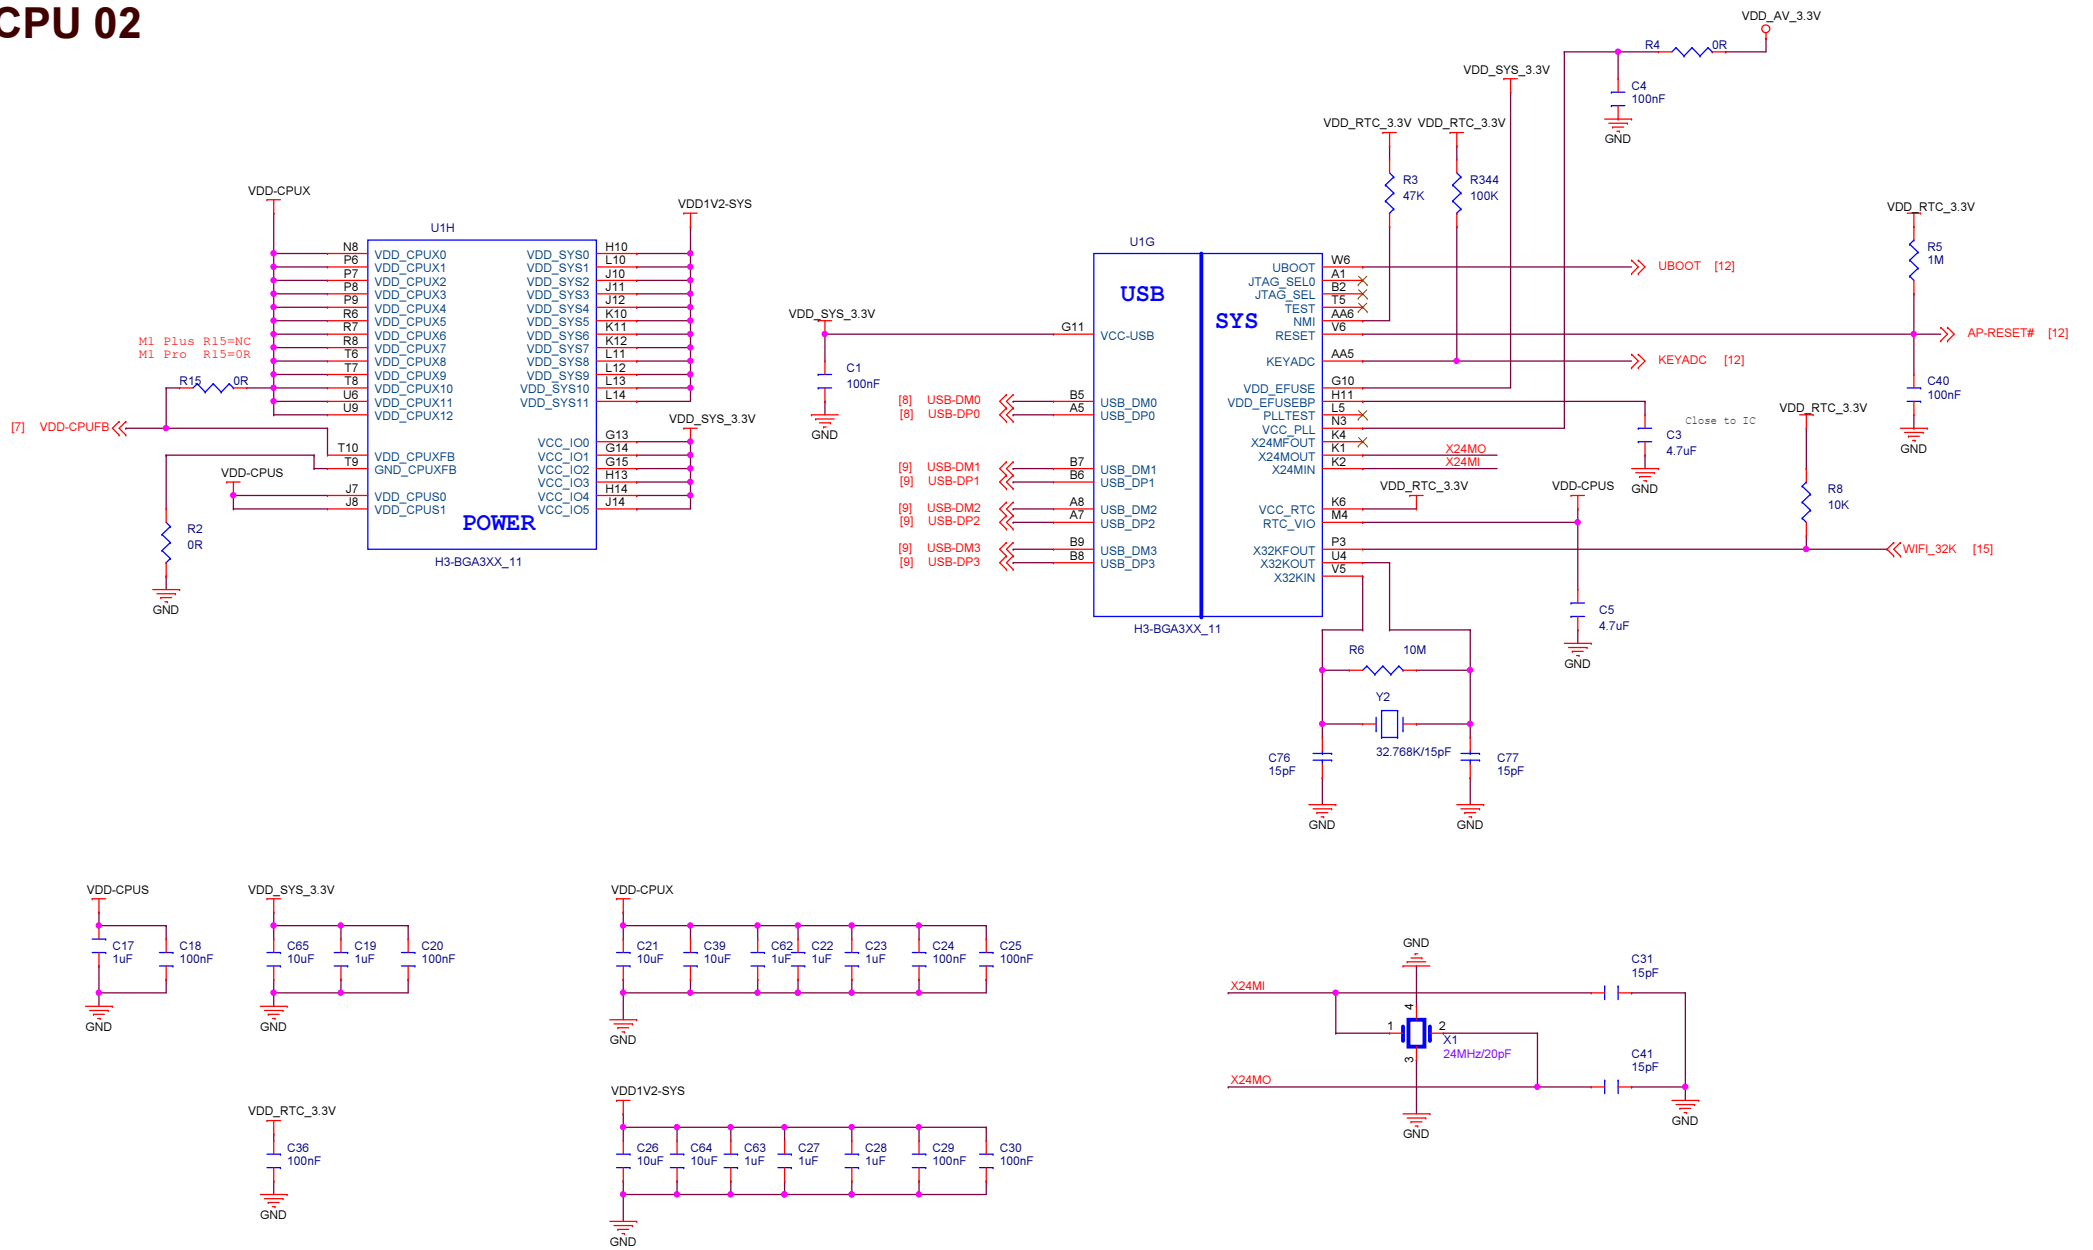 CPU 02
VDD_AV_3.3V
R4 0R
C4
100nF
GND
VDD_SYS_3.3V
VDD_RTC_3.3V VDD_RTC_3.3V
R3
47K
R344
100K
VDD_RTC_3.3V
R5
1M
VDD-CPUX
U1H
VDD1V2-SYS
N8 VDD_CPUX0 VDD_SYS0 H10
P6 VDD_CPUX1 VDD_SYS1 L10
P7 VDD_CPUX2 VDD_SYS2 J10
P8 VDD_CPUX3 VDD_SYS3 J11
P9 VDD_CPUX4 VDD_SYS4 J12
R6 VDD_CPUX5 VDD_SYS5 K10
R7 VDD_CPUX6 VDD_SYS6 K11
R8 VDD_CPUX7 VDD_SYS7 K12
T6 VDD_CPUX8 VDD_SYS8 L11
T7 VDD_CPUX9 VDD_SYS9 L12
T8 VDD_CPUX10 VDD_SYS10 L13
U6 VDD_CPUX11 VDD_SYS11 L14
U9 VDD_CPUX12
M1 Plus R15=NC
M1 Pro R15=0R
R15 0R
[7] VDD-CPUFB
VDD_SYS_3.3V
VCC_IO0 G13
VCC_IO1 G14
VCC_IO2 G15
VCC_IO3 H13
VCC_IO4 H14
VCC_IO5 J14
T10 VDD_CPUXFB
T9 GND_CPUXFB
VDD-CPUS
J7 VDD_CPUS0
J8 VDD_CPUS1
POWER
H3-BGA3XX_11
R2
0R
GND
U1G
USB
SYS
VDD_SYS_3.3V
G11 VCC-USB
C1
100nF
GND
[8] USB-DM0 B5 USB_DM0
[8] USB-DP0 A5 USB_DP0
[9] USB-DM1 B7 USB_DM1
[9] USB-DP1 B6 USB_DP1
[9] USB-DM2 A8 USB_DM2
[9] USB-DP2 A7 USB_DP2
[9] USB-DM3 B9 USB_DM3
[9] USB-DP3 B8 USB_DP3
UBOOT W6 UBOOT [12]
JTAG_SEL0 A1
JTAG_SEL B2
TEST T5
NMI AA6
RESET V6 AP-RESET# [12]
KEYADC AA5 KEYADC [12]
VDD_EFUSE G10
VDD_EFUSEBP H11
PLLTEST L5
VCC_PLL N3
X24MFOUT K4
X24MOUT K1 X24MO
X24MIN K2 X24MI
VCC_RTC K6 VDD_RTC_3.3V
RTC_VIO M4 VDD-CPUS
X32KFOUT P3 WIFI_32K [15]
X32KOUT U4
X32KIN V5
H3-BGA3XX_11
C40
100nF
GND
Close to IC
C3
4.7uF
GND
VDD_RTC_3.3V
R8
10K
C5
4.7uF
GND
R6 10M
Y2
32.768K/15pF
C76
15pF
C77
15pF
GND
GND
VDD-CPUS
C17
1uF
C18
100nF
GND
VDD_SYS_3.3V
C65
10uF
C19
1uF
C20
100nF
GND
VDD-CPUX
C21
10uF
C39
10uF
C62
1uF
C22
1uF
C23
1uF
C24
100nF
C25
100nF
GND
VDD_RTC_3.3V
C36
100nF
GND
VDD1V2-SYS
C26
10uF
C64
10uF
C63
1uF
C27
1uF
C28
1uF
C29
100nF
C30
100nF
GND
GND
C31
15pF
X24MI
4
1 2
X1
24MHz/20pF
3
C41
15pF
X24MO
GND
GND